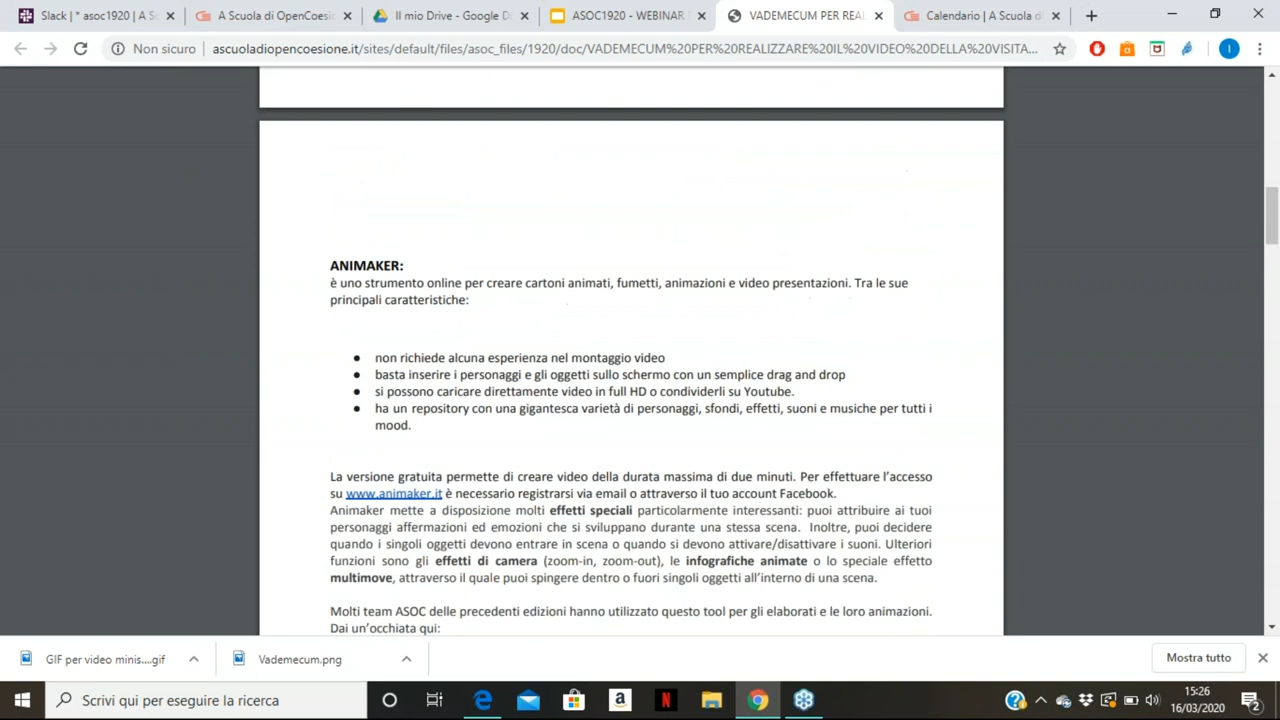 Slack | * asoc1920 | A S
A Scuola di OpenCoesion
Il mio Drive - Google D
ASOC1920 - WEBINAR
VADEMECUM PER REAL
Calendario | A Scuola d
Non sicuro
ascuoladiopencoesione.it/sites/default/files/asoc_files/1920/doc/VADEMECUM%20PER%20REALIZZARE%20IL%20VIDEO%20DELLA%20VISITA...
ANIMAKER:
è uno strumento online per creare cartoni animati, fumetti, animazioni e video presentazioni. Tra le sue
principali caratteristiche:
● non richiede alcuna esperienza nel montaggio video
● basta inserire i personaggi e gli oggetti sullo schermo con un semplice drag and drop
● si possono caricare direttamente video in full HD o condividerli su Youtube.
● ha un repository con una gigantesca varietà di personaggi, sfondi, effetti, suoni e musiche per tutti i
mood.
La versione gratuita permette di creare video della durata massima di due minuti. Per effettuare l'accesso
su www.animaker.it è necessario registrarsi via email o attraverso il tuo account Facebook.
Animaker mette a disposizione molti effetti speciali particolarmente interessanti: puoi attribuire ai tuoi
personaggi affermazioni ed emozioni che si sviluppano durante una stessa scena. Inoltre, puoi decidere
quando i singoli oggetti devono entrare in scena o quando si devono attivare/disattivare i suoni. Ulteriori
funzioni sono gli effetti di camera (zoom-in, zoom-out), le infografiche animate o lo speciale effetto
multimove, attraverso il quale puoi spingere dentro o fuori singoli oggetti all'interno di una scena.
Molti team ASOC delle precedenti edizioni hanno utilizzato questo tool per gli elaborati e le loro animazioni.
Dai un'occhiata qui:
GIF per video minis....gif
Vademecum.png
Mostra tutto
Scrivi qui per eseguire la ricerca
15:26
16/03/2020
2